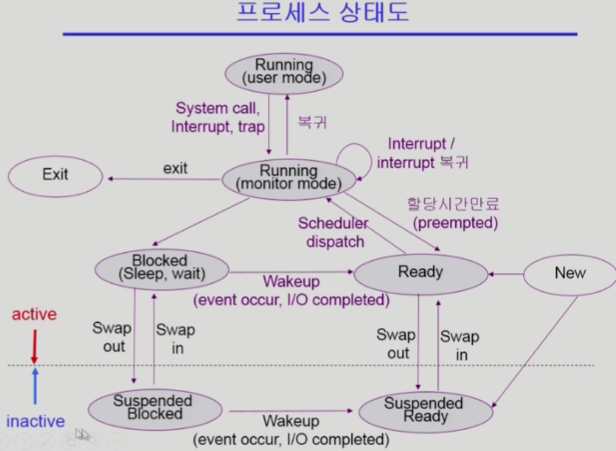 프로세스 상태도
Running
(user mode)
System call,
Interrupt, trap
복귀
Interrupt /
interrupt 복귀
Exit
exit
Running
(monitor mode)
할당시간만료
(preempted)
Scheduler
dispatch
Blocked
(Sleep, wait)
Wakeup
(event occur, I/O completed)
Ready
New
active
Swap
out
Swap
in
Swap
out
Swap
in
inactive
Suspended
Blocked
Wakeup
(event occur, I/O completed)
Suspended
Ready